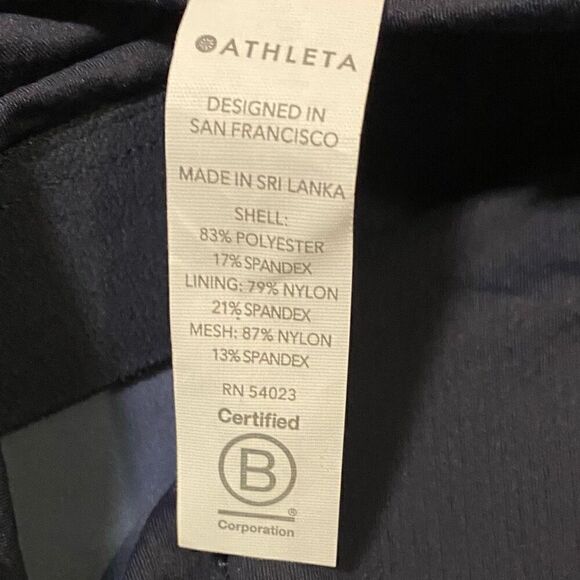 ATHLETA
DESIGNED IN
SAN FRANCISCO
MADE IN SRI LANKA
SHELL:
83% POLYESTER
17% SPANDEX
LINING: 79% NYLON
21% SPANDEX
MESH: 87% NYLON
13% SPANDEX
RN 54023
Certified
B
®
Corporation